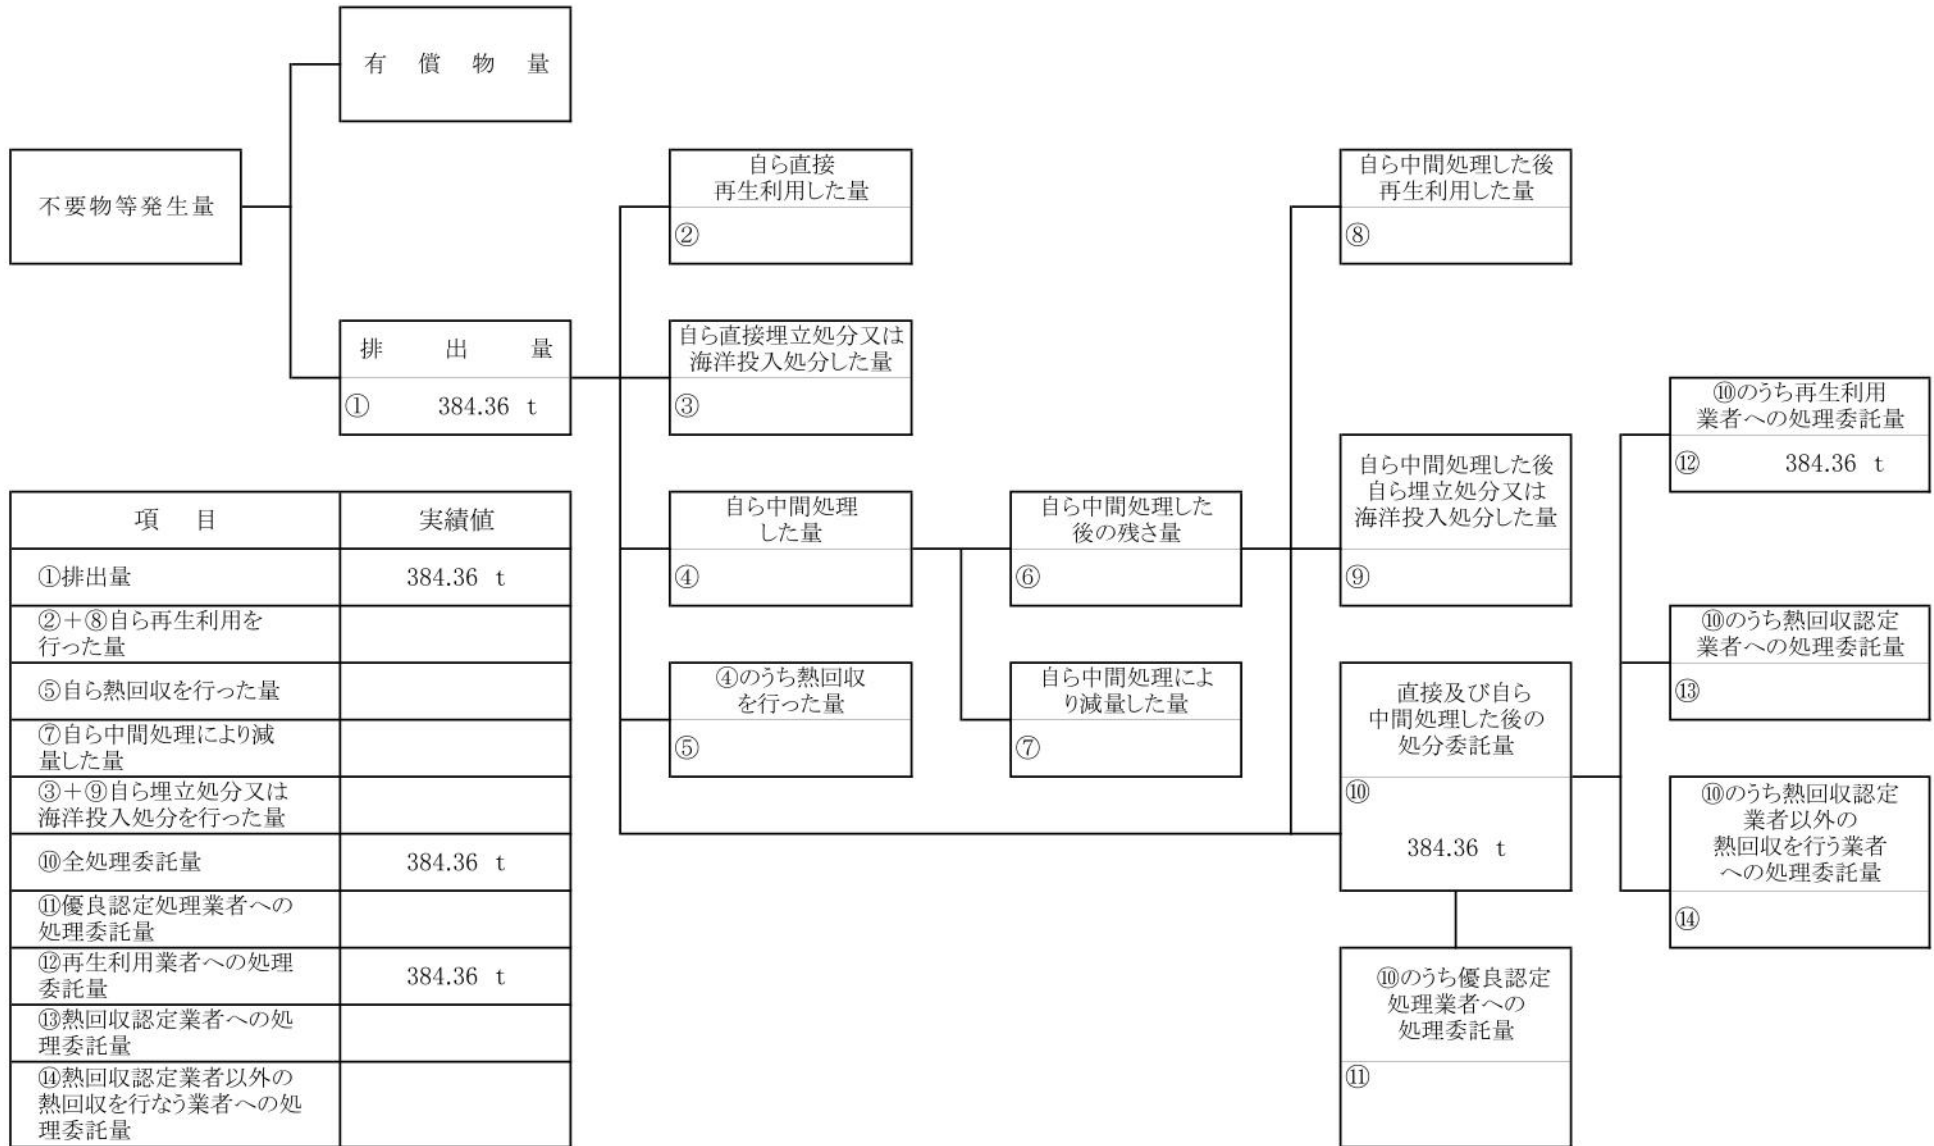 有償物量
不要物等発生量
排出量
① 384.36 t
自ら直接
再生利用した量
②
自ら直接埋立処分又は
海洋投入処分した量
③
自ら中間処理
した量
④
④のうち熱回収
を行った量
⑤
自ら中間処理した
後の残さ量
⑥
自ら中間処理によ
り減量した量
⑦
自ら中間処理した後
再生利用した量
⑧
自ら中間処理した後
自ら埋立処分又は
海洋投入処分した量
⑨
直接及び自ら
中間処理した後の
処分委託量
⑩
384.36 t
⑩のうち優良認定
処理業者への
処理委託量
⑪
⑩のうち再生利用
業者への処理委託量
⑫ 384.36 t
⑩のうち熱回収認定
業者への処理委託量
⑬
⑩のうち熱回収認定
業者以外の
熱回収を行う業者
への処理委託量
⑭
項目 実績値
①排出量 384.36 t
②+⑧自ら再生利用を
行った量
⑤自ら熱回収を行った量
⑦自ら中間処理により減
量した量
③+⑨自ら埋立処分又は
海洋投入処分を行った量
⑩全処理委託量 384.36 t
⑪優良認定処理業者への
処理委託量
⑫再生利用業者への処理
委託量 384.36 t
⑬熱回収認定業者への処
理委託量
⑭熱回収認定業者以外の
熱回収を行なう業者への処
理委託量